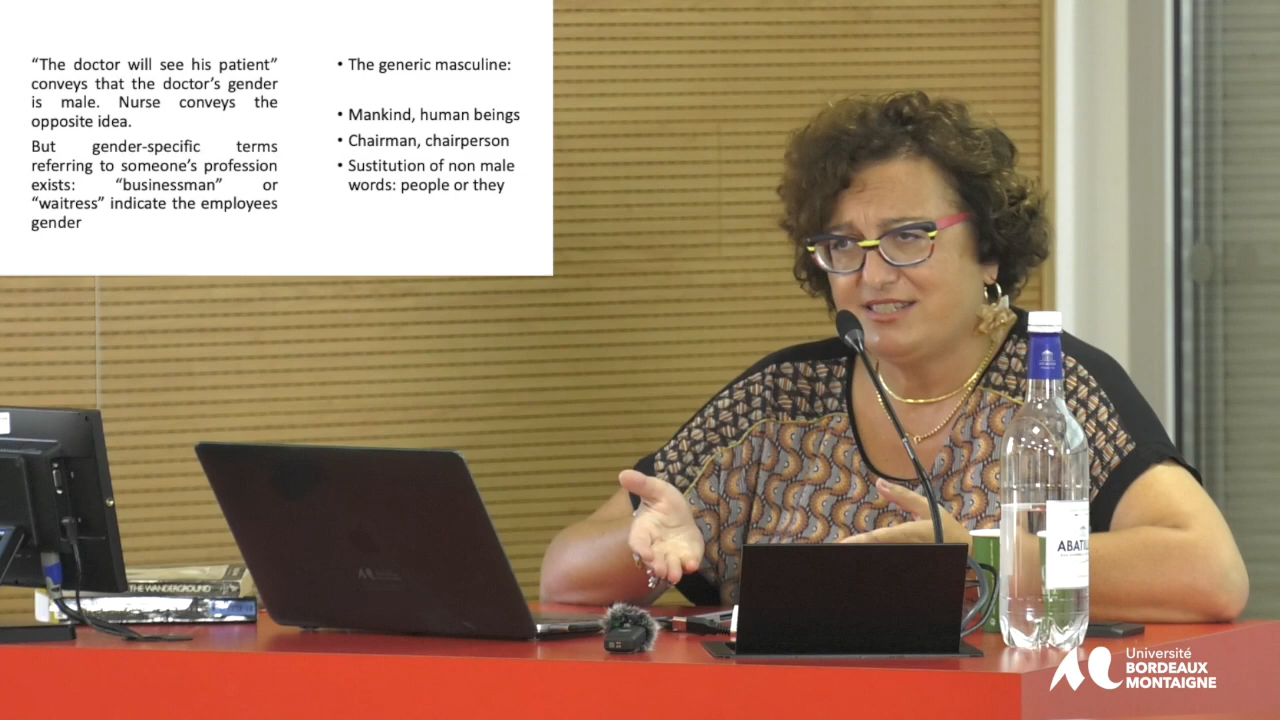 “The doctor will see his patient”
conveys that the doctor’s gender
is male. Nurse conveys the
opposite idea.
But gender-specific terms
referring to someone’s profession
exists: “businessman” or
“waitress” indicate the employees
gender
• The generic masculine:
• Mankind, human beings
• Chairman, chairperson
• Sustitution of non male
words: people or they
THE WANDERGROUND
Université
BORDEAUX
MONTAIGNE